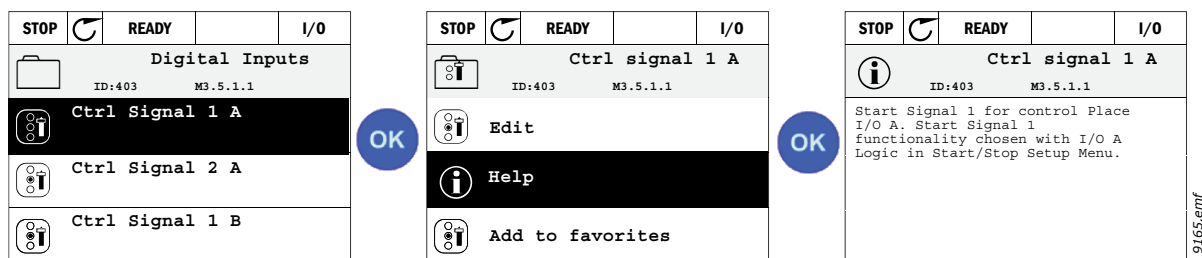 STOP READY I/0
Digital Inputs
ID:403 M3.5.1.1
Ctrl Signal 1 A
Ctrl Signal 2 A
Ctrl Signal 1 B
OK
STOP READY I/0
Ctrl signal 1 A
ID:403 M3.5.1.1
Edit
Help
Add to favorites
OK
STOP READY I/0
Ctrl signal 1 A
ID:403 M3.5.1.1
Start Signal 1 for control Place
I/O A. Start Signal 1
functionality chosen with I/O A
Logic in Start/Stop Setup Menu.
9165.emf